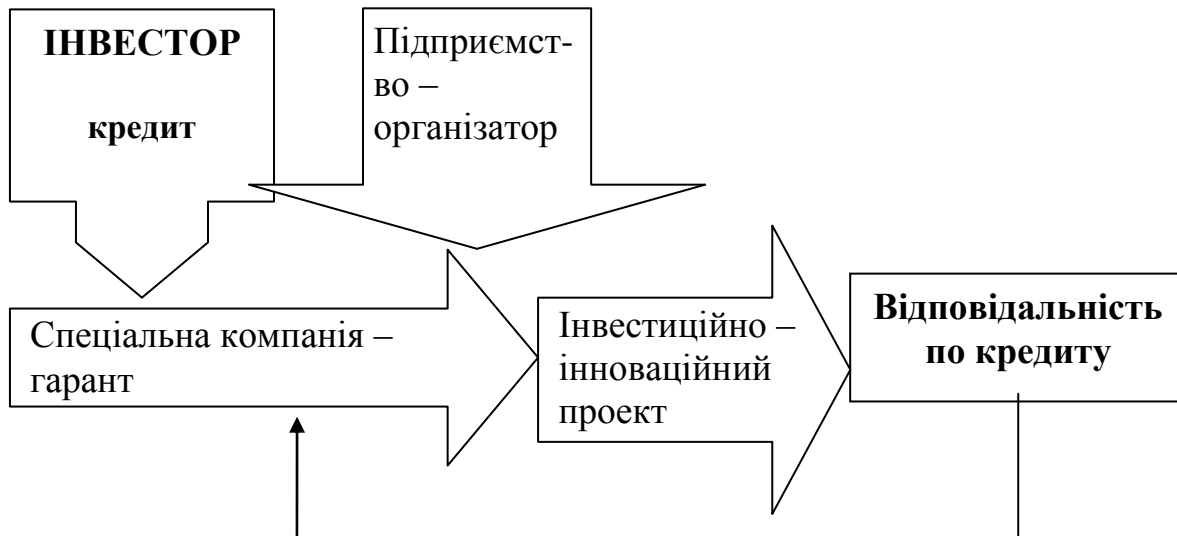 ІНВЕСТОР
кредит
Підприємст-
во –
організатор
Спеціальна компанія –
гарант
Інвестиційно –
інноваційний
проект
Відповідальність
по кредиту